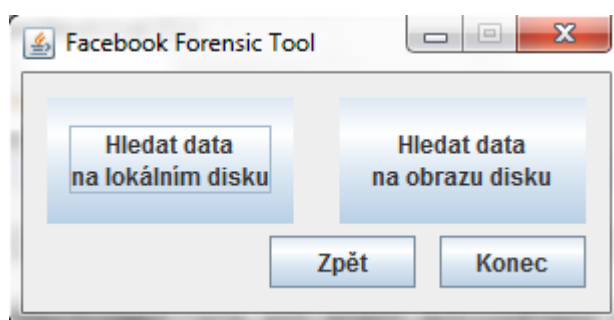 Facebook Forensic Tool
Hledat data
na lokálním disku
Hledat data
na obrazu disku
Zpět
Konec